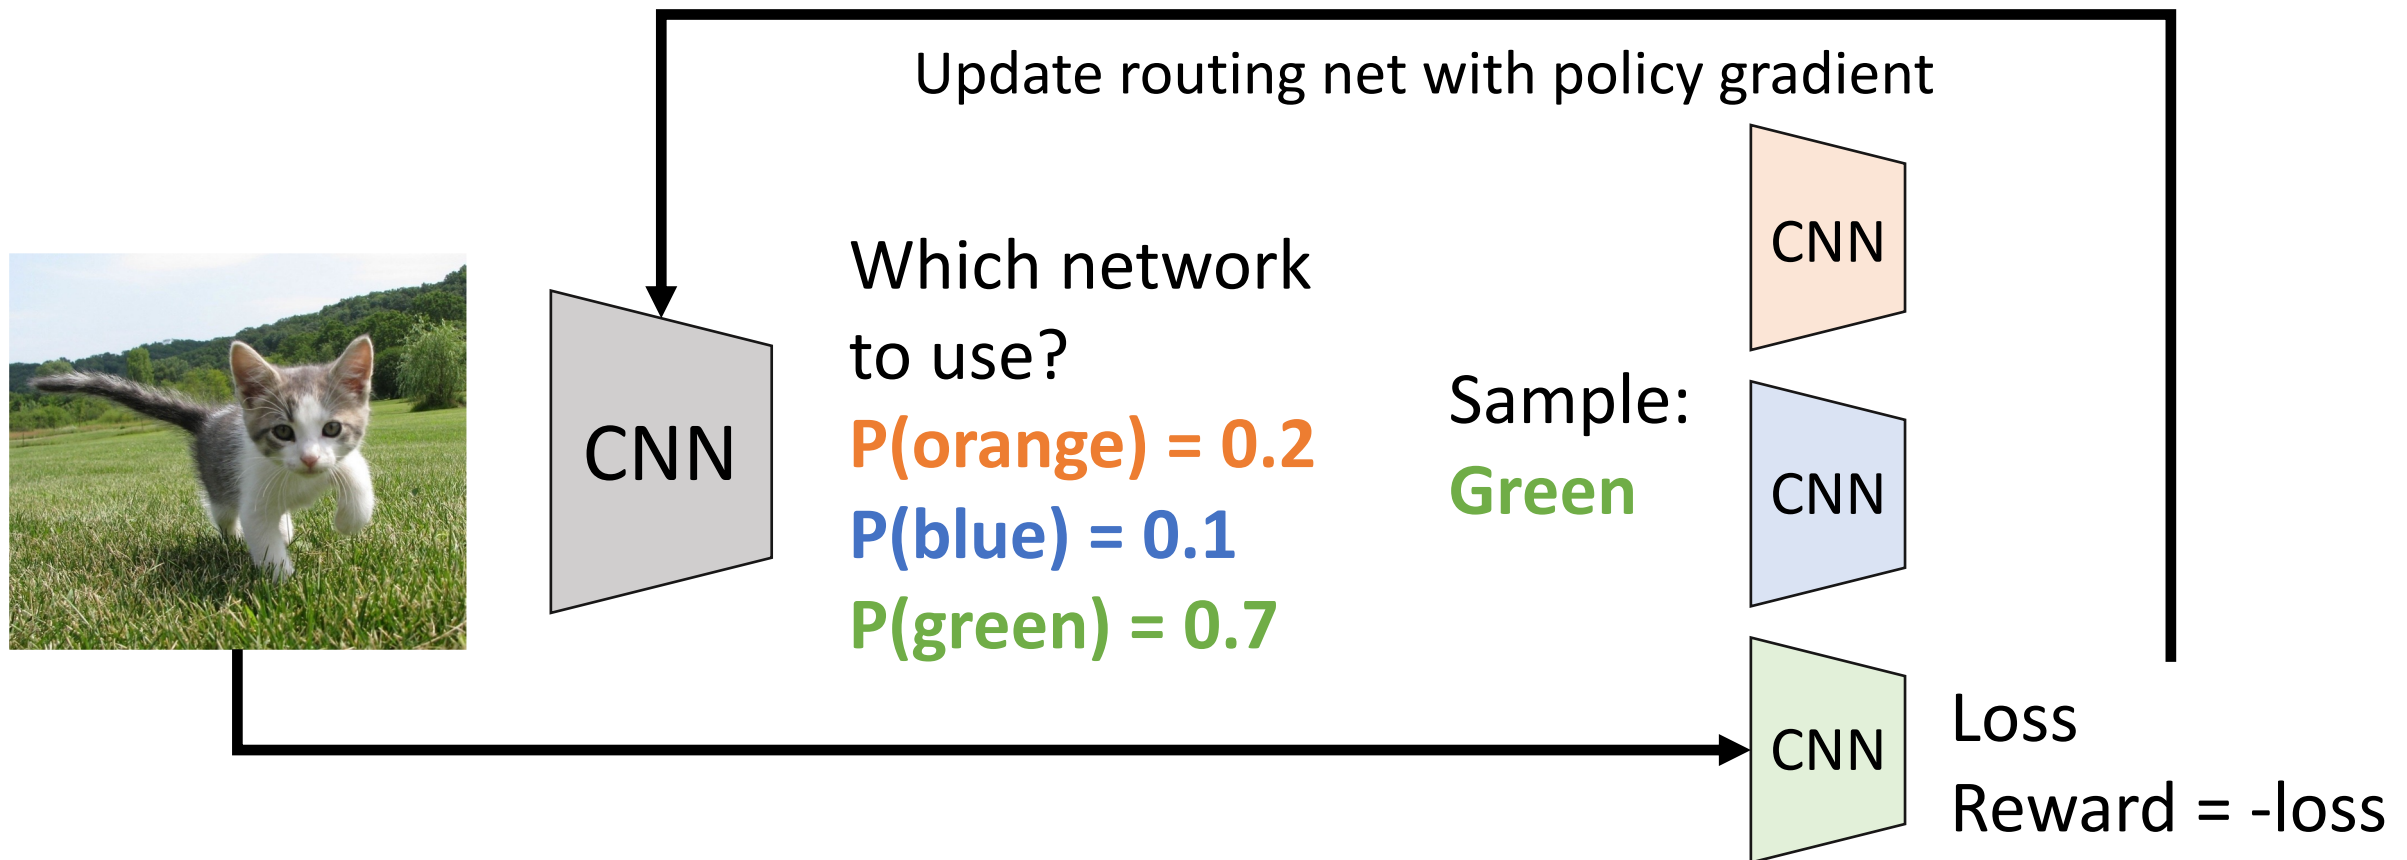 Update routing net with policy gradient
CNN
Which network
to use?
P(orange) = 0.2
P(blue) = 0.1
P(green) = 0.7
CNN
Sample:
Green
CNN
CNN
CNN
Loss
Reward = -loss